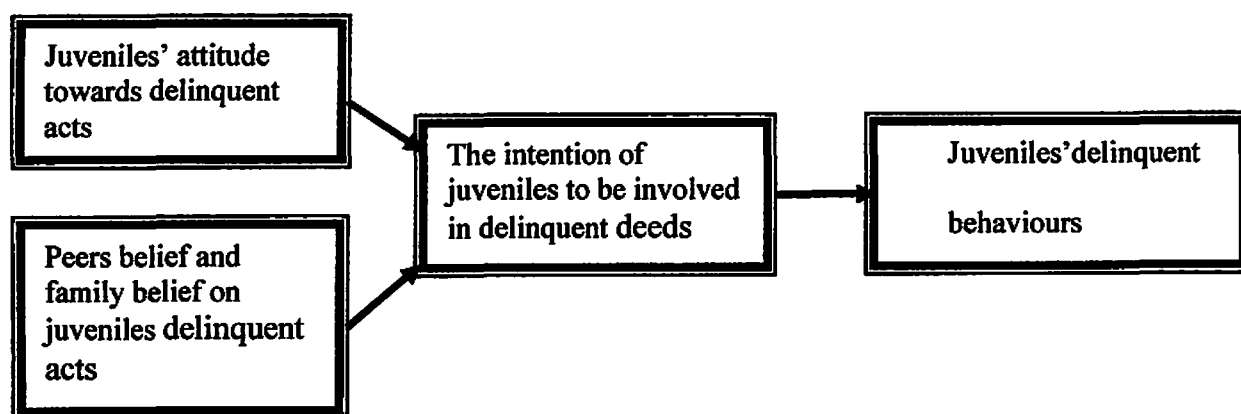 Juveniles’ attitude
towards delinquent
acts
Peers belief and
family belief on
juveniles delinquent
acts
The intention of
juveniles to be involved
in delinquent deeds
Juveniles’delinquent
behaviours